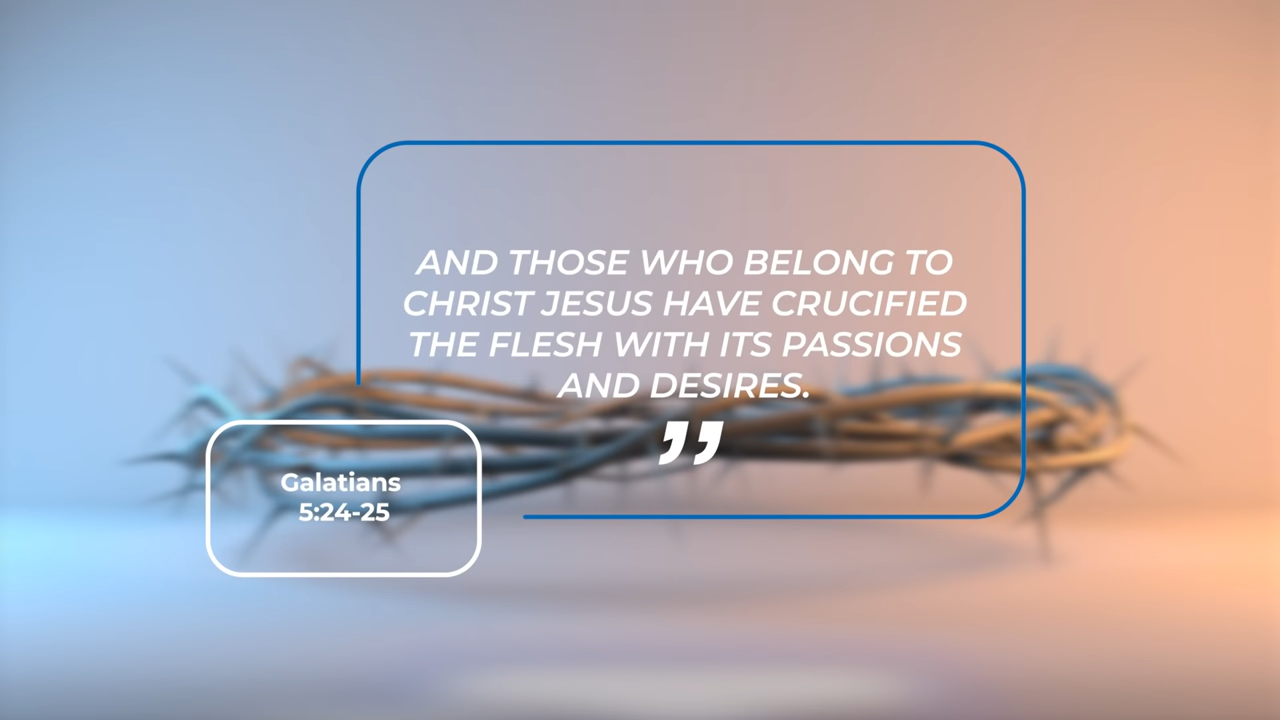 AND THOSE WHO BELONG TO
CHRIST JESUS HAVE CRUCIFIED
THE FLESH WITH ITS PASSIONS
AND DESIRES.
”
Galatians
5:24-25